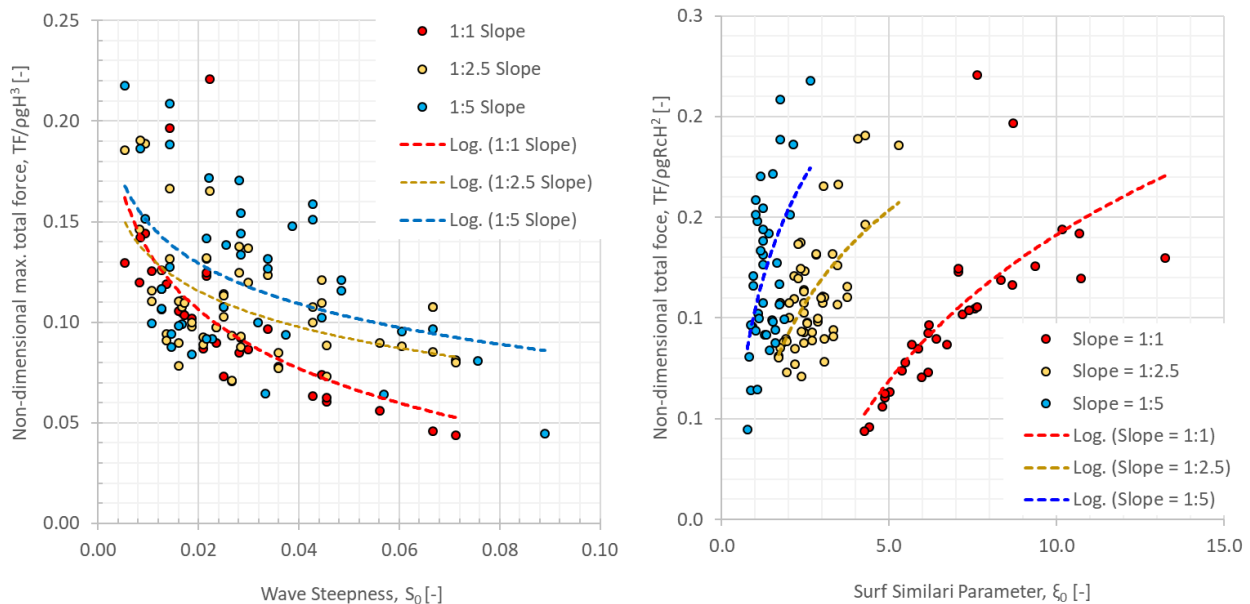 Non-dimensional max. total force, TF/ρgH³ [-]
0.25
0.20
0.15
0.10
0.05
0.00
0.00
0.02
0.04
0.06
0.08
0.10
Wave Steepness, S₀ [-]
1:1 Slope
1:2.5 Slope
1:5 Slope
Log. (1:1 Slope)
Log. (1:2.5 Slope)
Log. (1:5 Slope)
Non-dimensional total foce, TF/ρgRcH² [-]
0.3
0.2
0.2
0.1
0.1
0.0
0.0
5.0
10.0
15.0
Surf Similari Parameter, ξ₀ [-]
Slope = 1:1
Slope = 1:2.5
Slope = 1:5
Log. (Slope = 1:1)
Log. (Slope = 1:2.5)
Log. (Slope = 1:5)